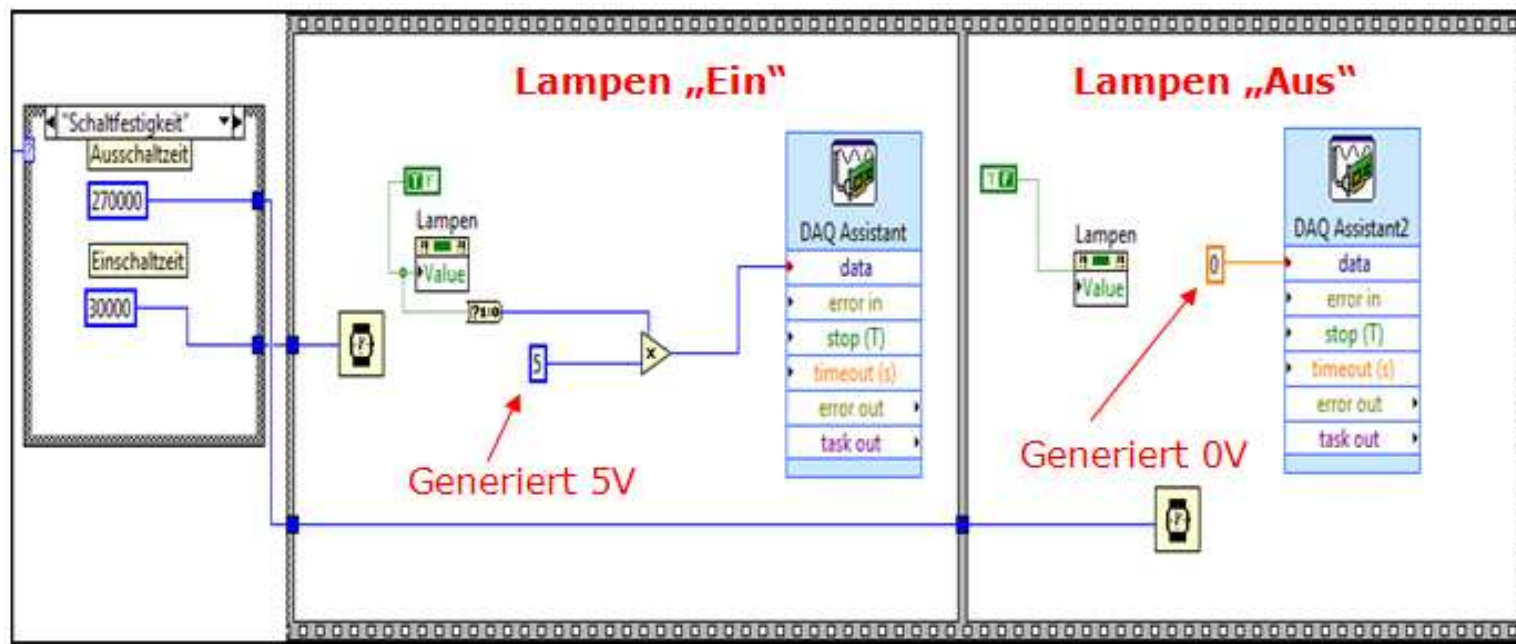 "Schaltfestigkeit"
Ausschaltzeit
270000
Einschaltzeit
30000
Lampen „Ein“
T F
Lampen
Value
?1:0
5
x
Generiert 5V
DAQ Assistant
data
error in
stop (T)
timeout (s)
error out
task out
Lampen „Aus“
T F
Lampen
Value
0
Generiert 0V
DAQ Assistant2
data
error in
stop (T)
timeout (s)
error out
task out